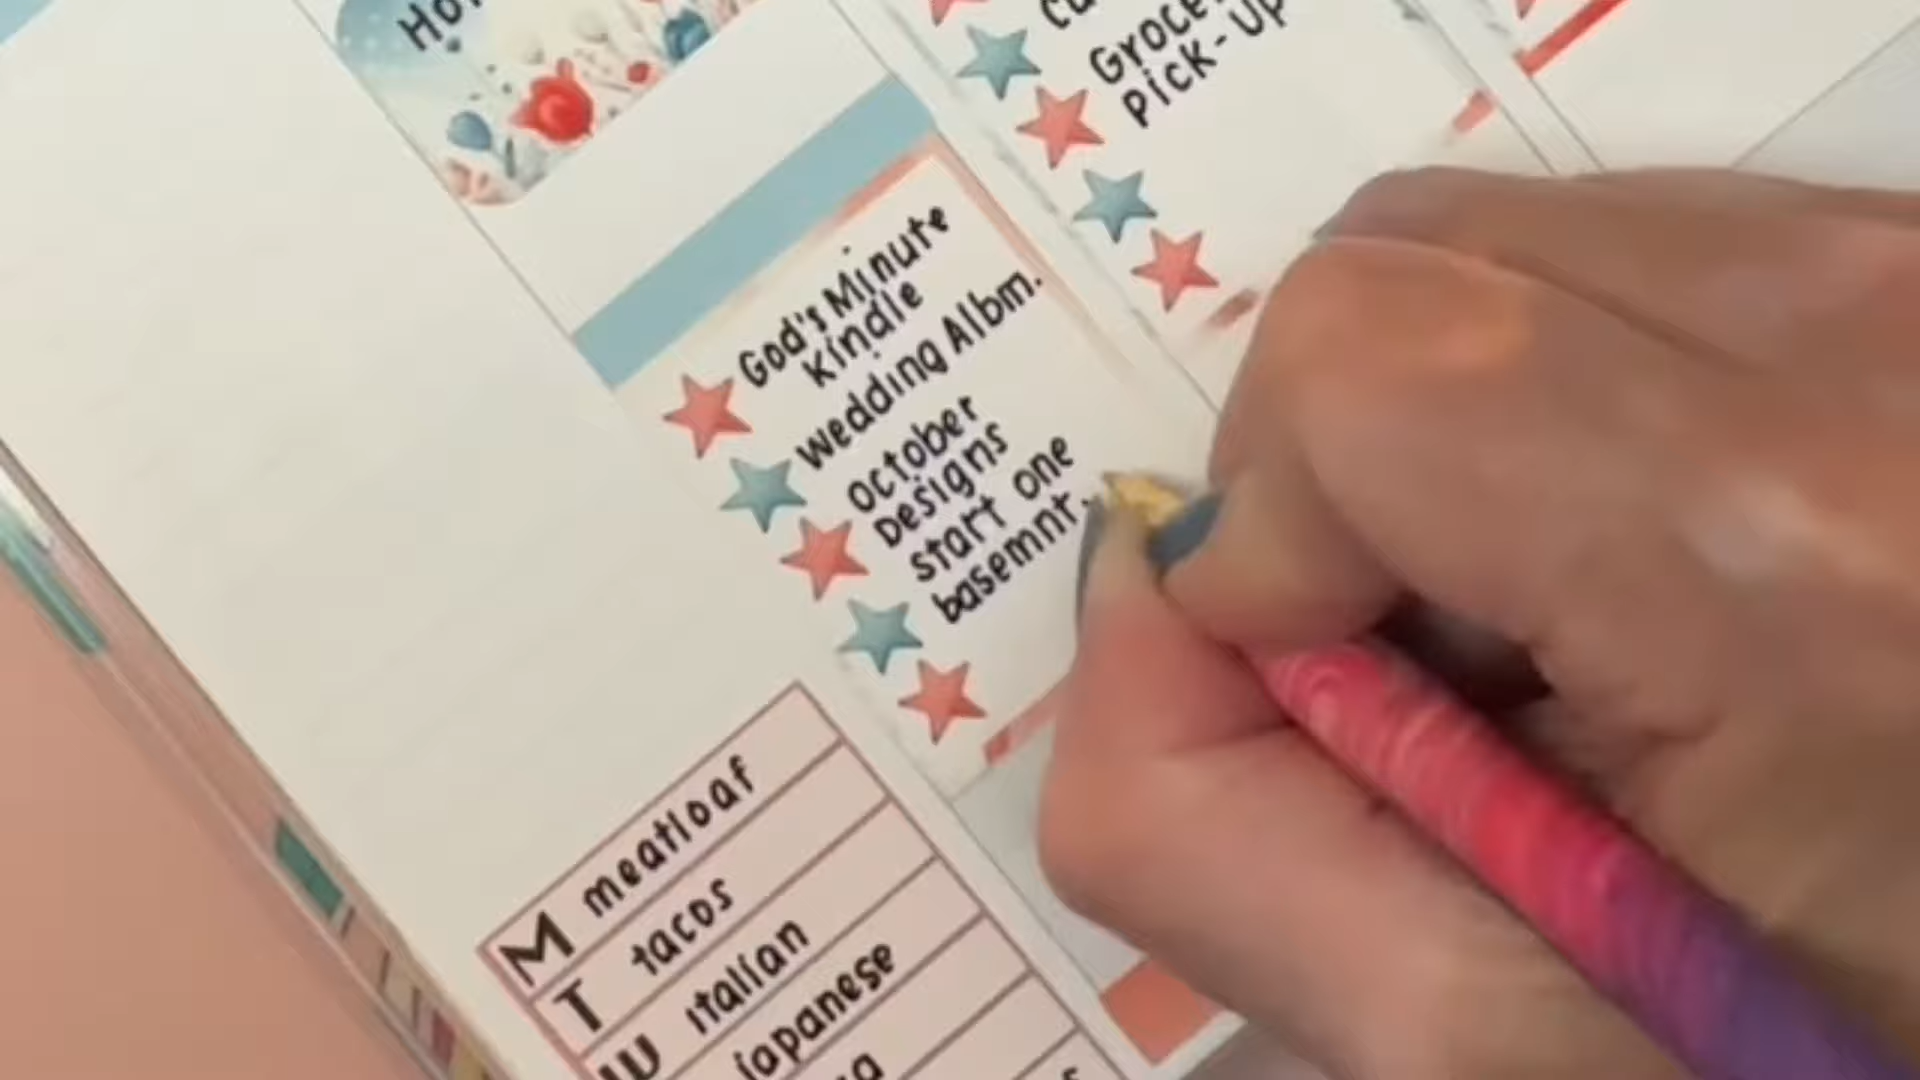 Grocery
Pick-up
God's Minute
Kindle
wedding Albm.
October
Designs
start one
basemnt.
M meatloaf
T tacos
W Italian
japanese